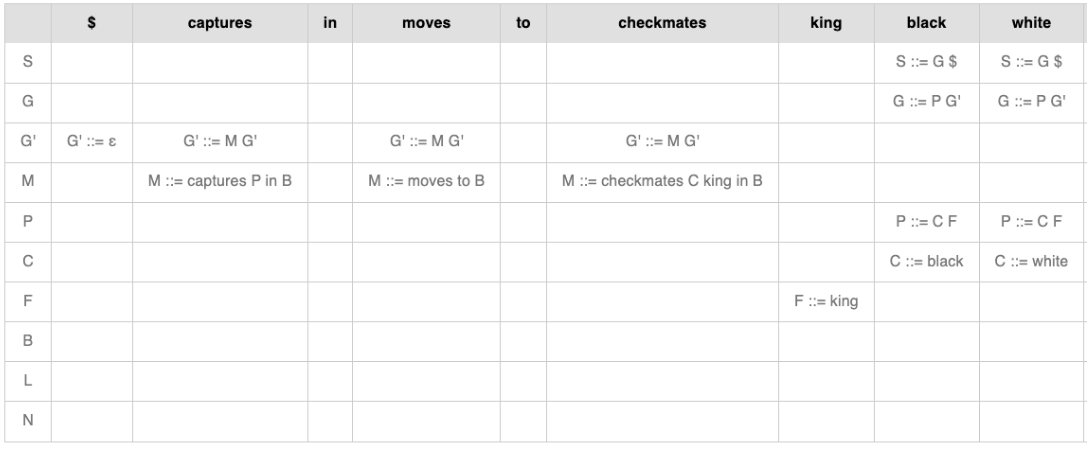 $ captures in moves to checkmates king black white
S S ::= G $ S ::= G $
G G ::= P G' G ::= P G'
G' G' ::= ε G' ::= M G' G' ::= M G' G' ::= M G'
M M ::= captures P in B M ::= moves to B M ::= checkmates C king in B
P P ::= C F P ::= C F
C C ::= black C ::= white
F F ::= king
B
L
N